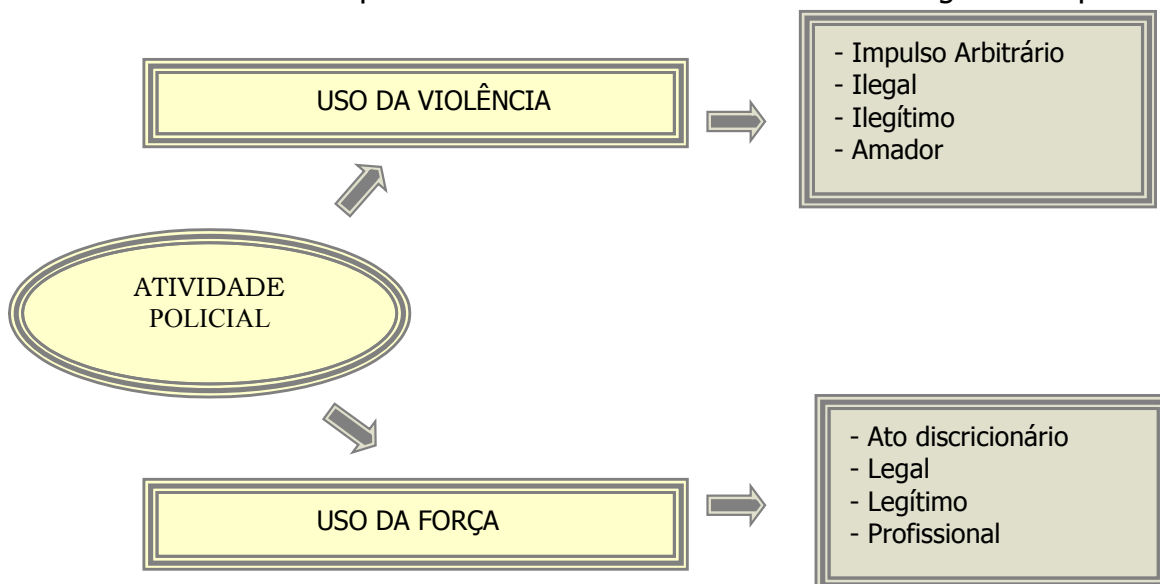 - Impulso Arbitrário
- Ilegal
- Ilegítimo
- Amador
USO DA VIOLÊNCIA
ATIVIDADE
POLICIAL
- Ato discricionário
- Legal
- Legítimo
- Profissional
USO DA FORÇA